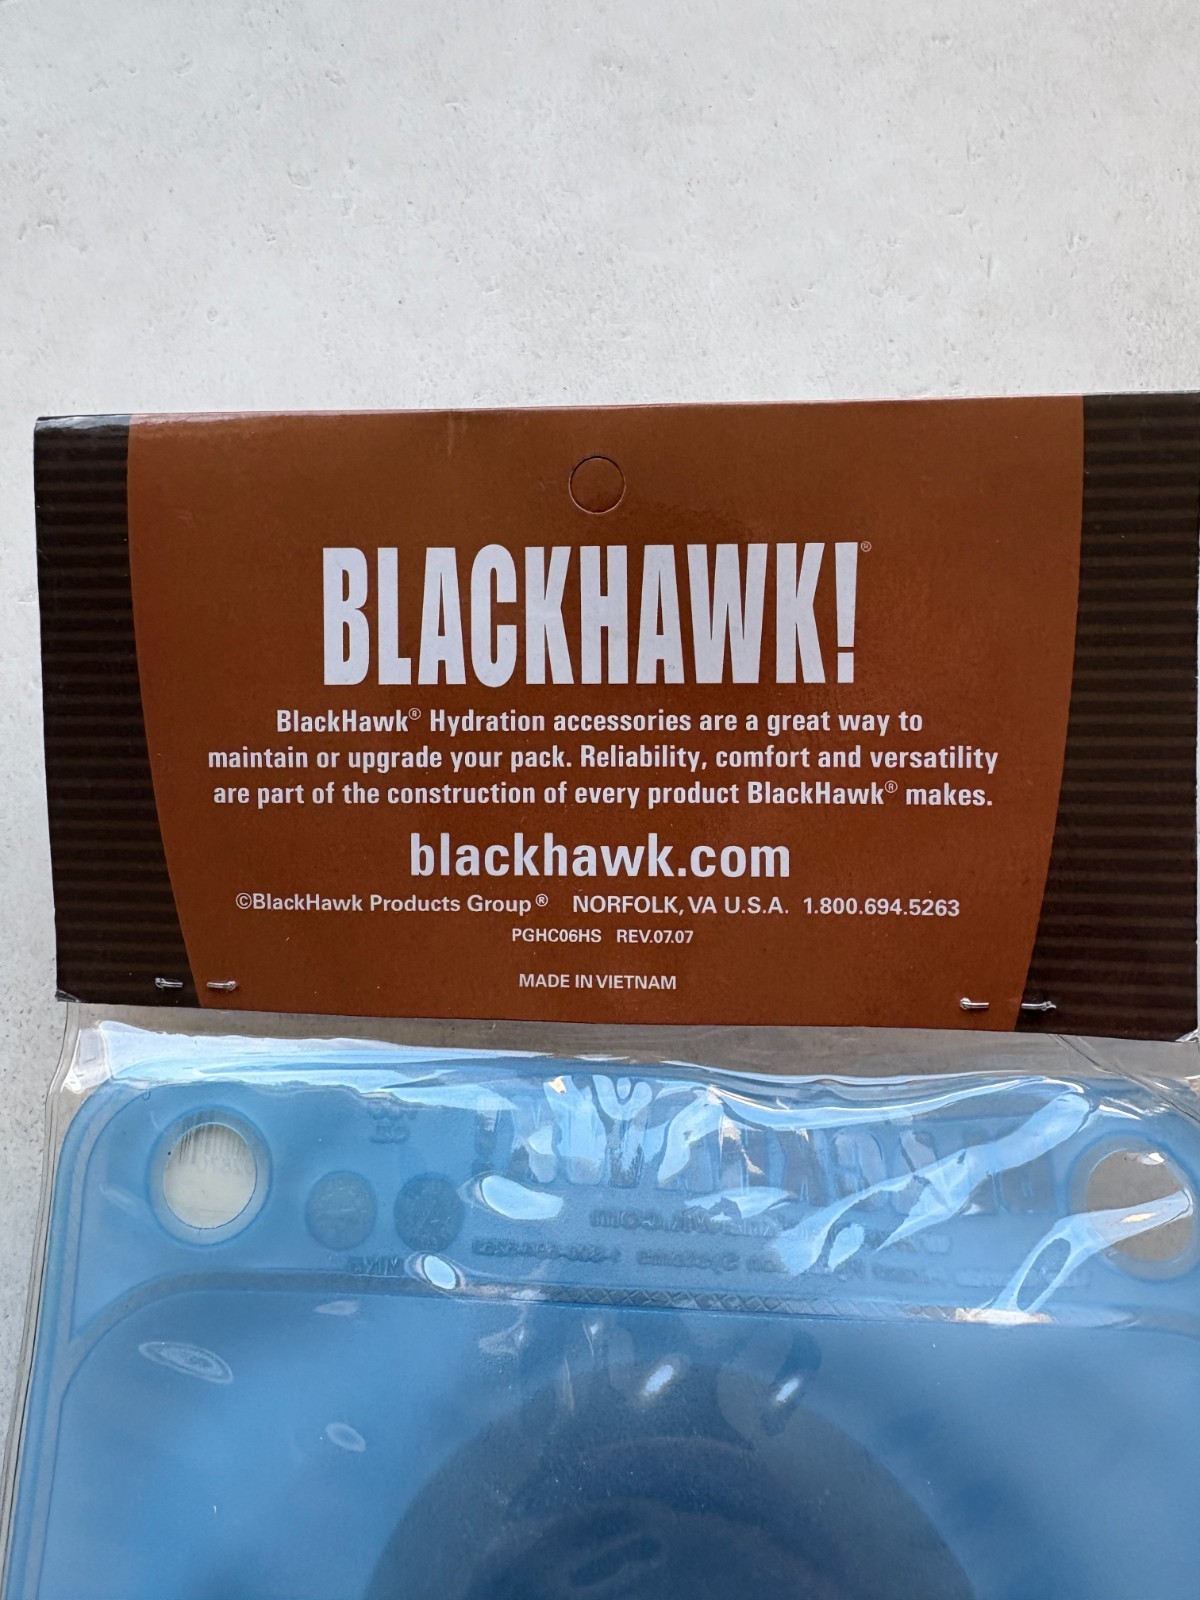 BLACKHAWK!®
BlackHawk® Hydration accessories are a great way to
maintain or upgrade your pack. Reliability, comfort and versatility
are part of the construction of every product BlackHawk® makes.
blackhawk.com
©BlackHawk Products Group® NORFOLK, VA U.S.A. 1.800.694.5263
PGHC06HS REV.07.07
MADE IN VIETNAM